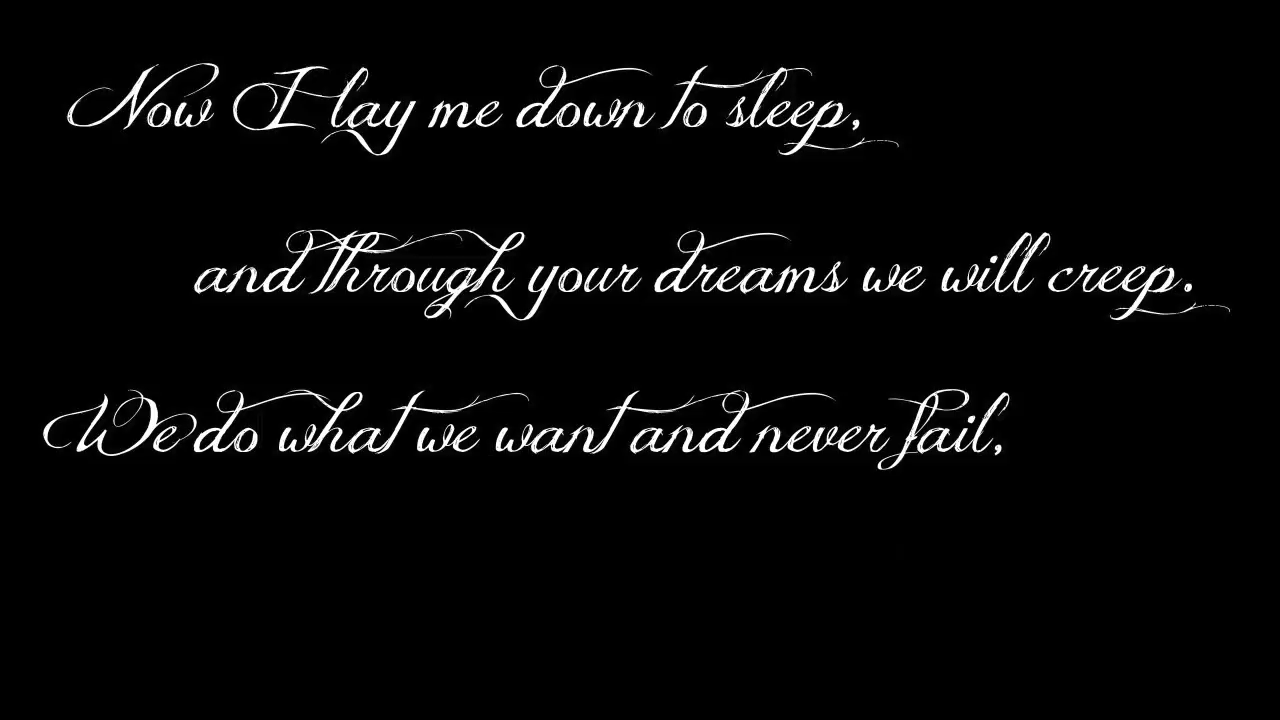 Now I lay me down to sleep,
and through your dreams we will creep.
We do what we want and never fail,